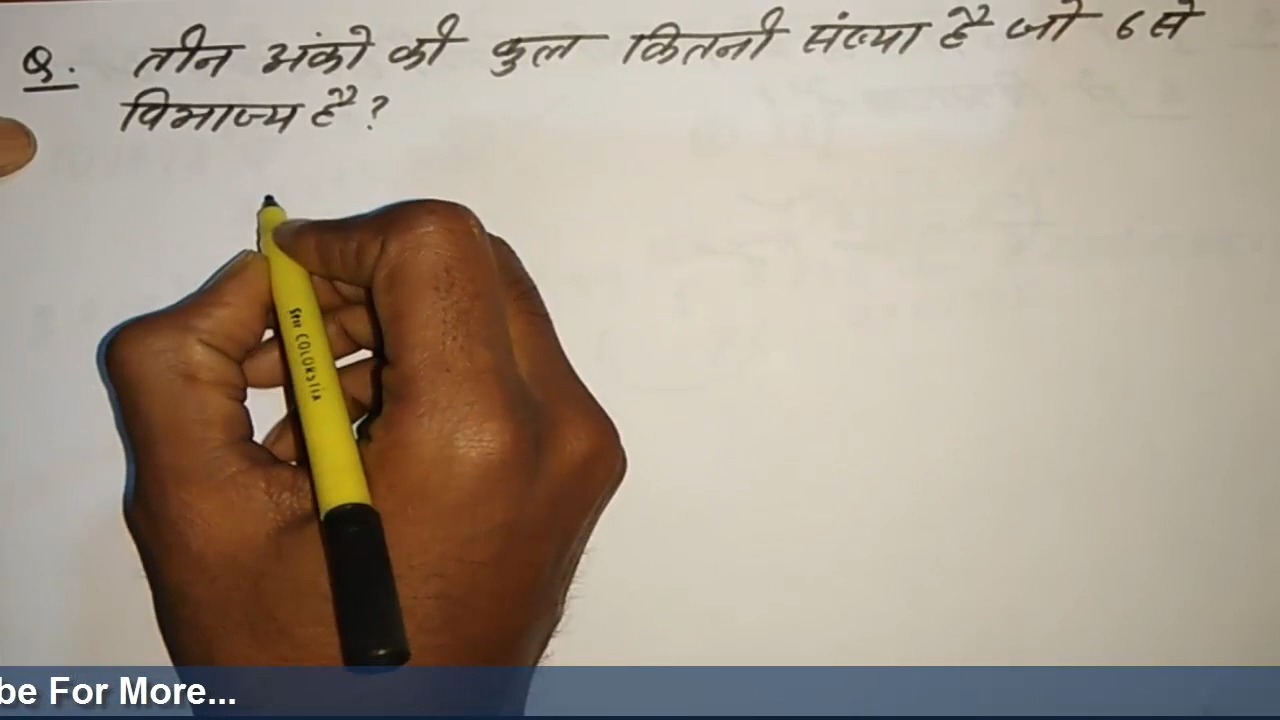 Q. तीन अंको की कुल कितनी संख्या है जो 6 से
विभाज्य है?
be For More...